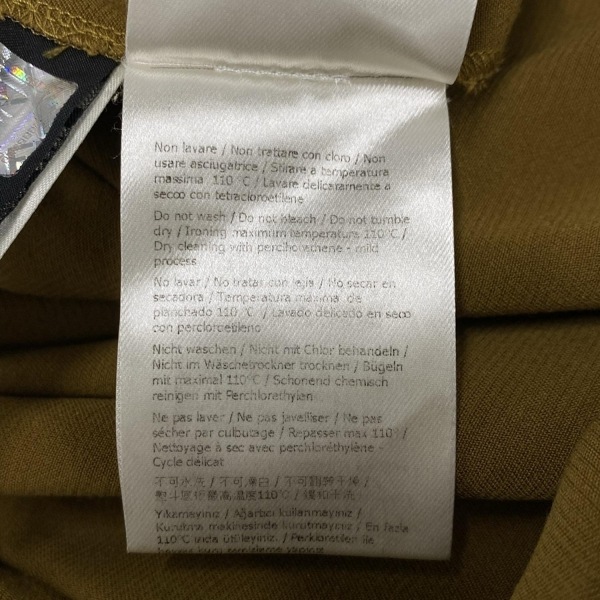 Non lavare / Non trattare con cloro / Non
usare asciugatrice / Stirare a temperatura
massima 110°C / Lavare delicatamente a
secco con tetracloroetilene
Do not wash / Do not bleach / Do not tumble
dry / Ironing maximum temperature 110°C /
Dry cleaning with perchloroethene - mild
process
No lavar / No tratar con lejía / No secar en
secadora / Temperatura máxima de
planchado 110°C / Lavado delicado en seco
con percloroetileno
Nicht waschen / Nicht mit Chlor behandeln /
Nicht im Wäschetrockner trocknen / Bügeln
mit maximal 110°C / Schonend chemisch
reinigen mit Perchlorethylen
Ne pas laver / Ne pas javelliser / Ne pas
sécher par culbutage / Repasser max 110° /
Nettoyage à sec avec perchloréthylène -
Cycle délicat
不可水洗 / 不可漂白 / 不可翻转干燥 /
熨斗底板最高温度110°C / 缓和干洗
Yıkamayınız / Ağartıcı kullanmayınız /
Kurutma makinesinde kurutmayınız / En fazla
110°C ında ütüleyiniz. / Perkloretilen ile